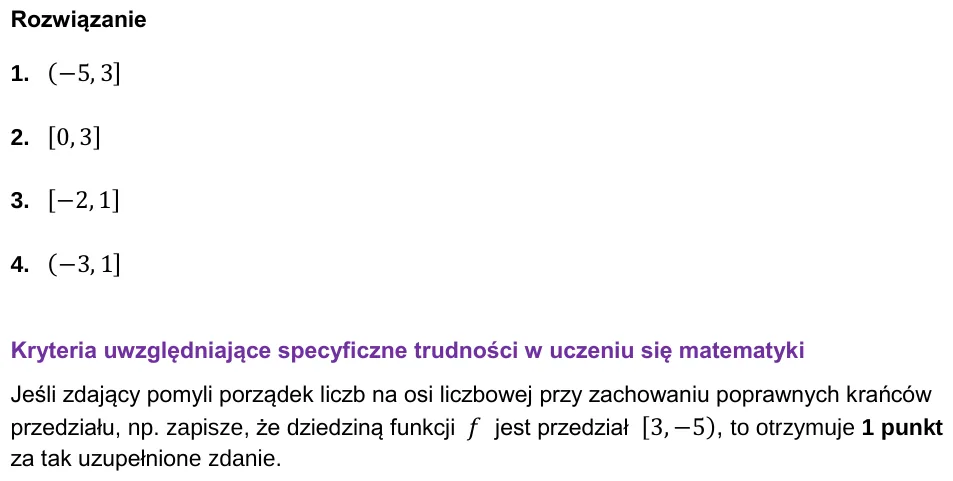 Rozwiązanie
1. (−5, 3]
2. [0, 3]
3. [−2, 1]
4. (−3, 1]
Kryteria uwzględniające specyficzne trudności w uczeniu się matematyki
Jeśli zdający pomyli porządek liczb na osi liczbowej przy zachowaniu poprawnych krańców
przedziału, np. zapisze, że dziedziną funkcji f jest przedział [3, −5), to otrzymuje 1 punkt
za tak uzupełnione zdanie.